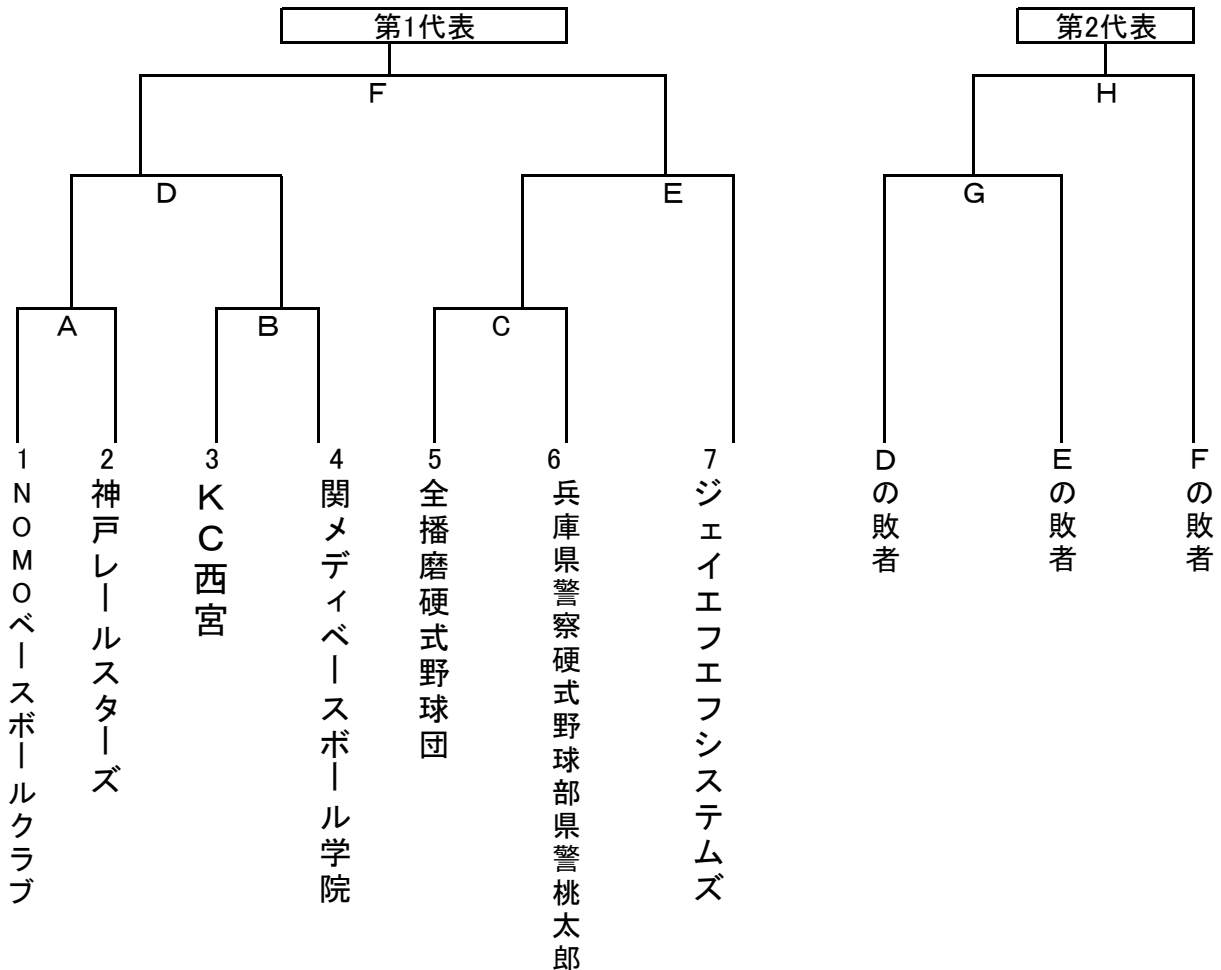 第1代表
第2代表
F
H
D
E
G
A
B
C
1
NOMOベースボールクラブ
2
神戸レールスターズ
3
KC西宮
4
関メディベースボール学院
5
全播磨硬式野球団
6
兵庫県警察硬式野球部県警桃太郎
7
ジェイエフエフシステムズ
Dの敗者
Eの敗者
Fの敗者